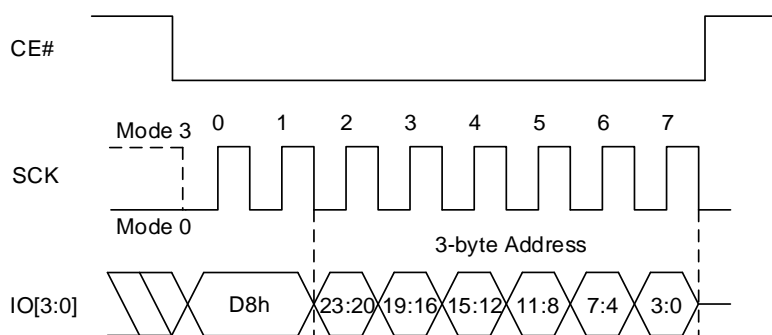 CE#
Mode 3 0 1 2 3 4 5 6 7
SCK
Mode 0
3-byte Address
IO[3:0] D8h 23:20 19:16 15:12 11:8 7:4 3:0